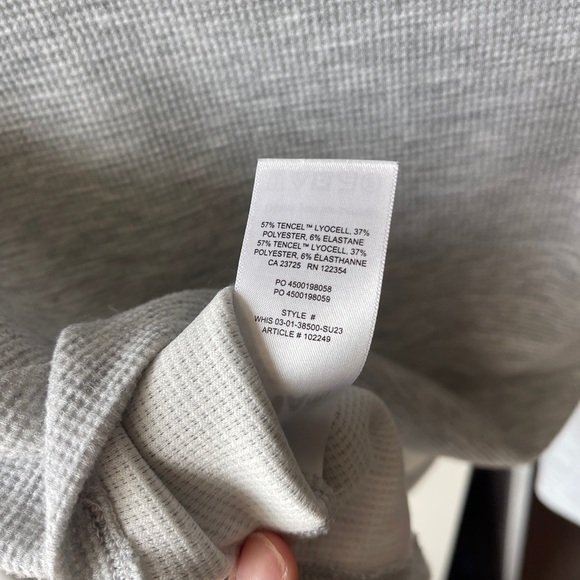 57% TENCEL™ LYOCELL, 37%
POLYESTER, 6% ELASTANE
57% TENCEL™ LYOCELL, 37%
POLYESTER, 6% ÉLASTHANNE
CA 23725 RN 122354
PO 4500198058
PO 4500198059
STYLE #
WHIS 03-01-38500-SU23
ARTICLE # 102249